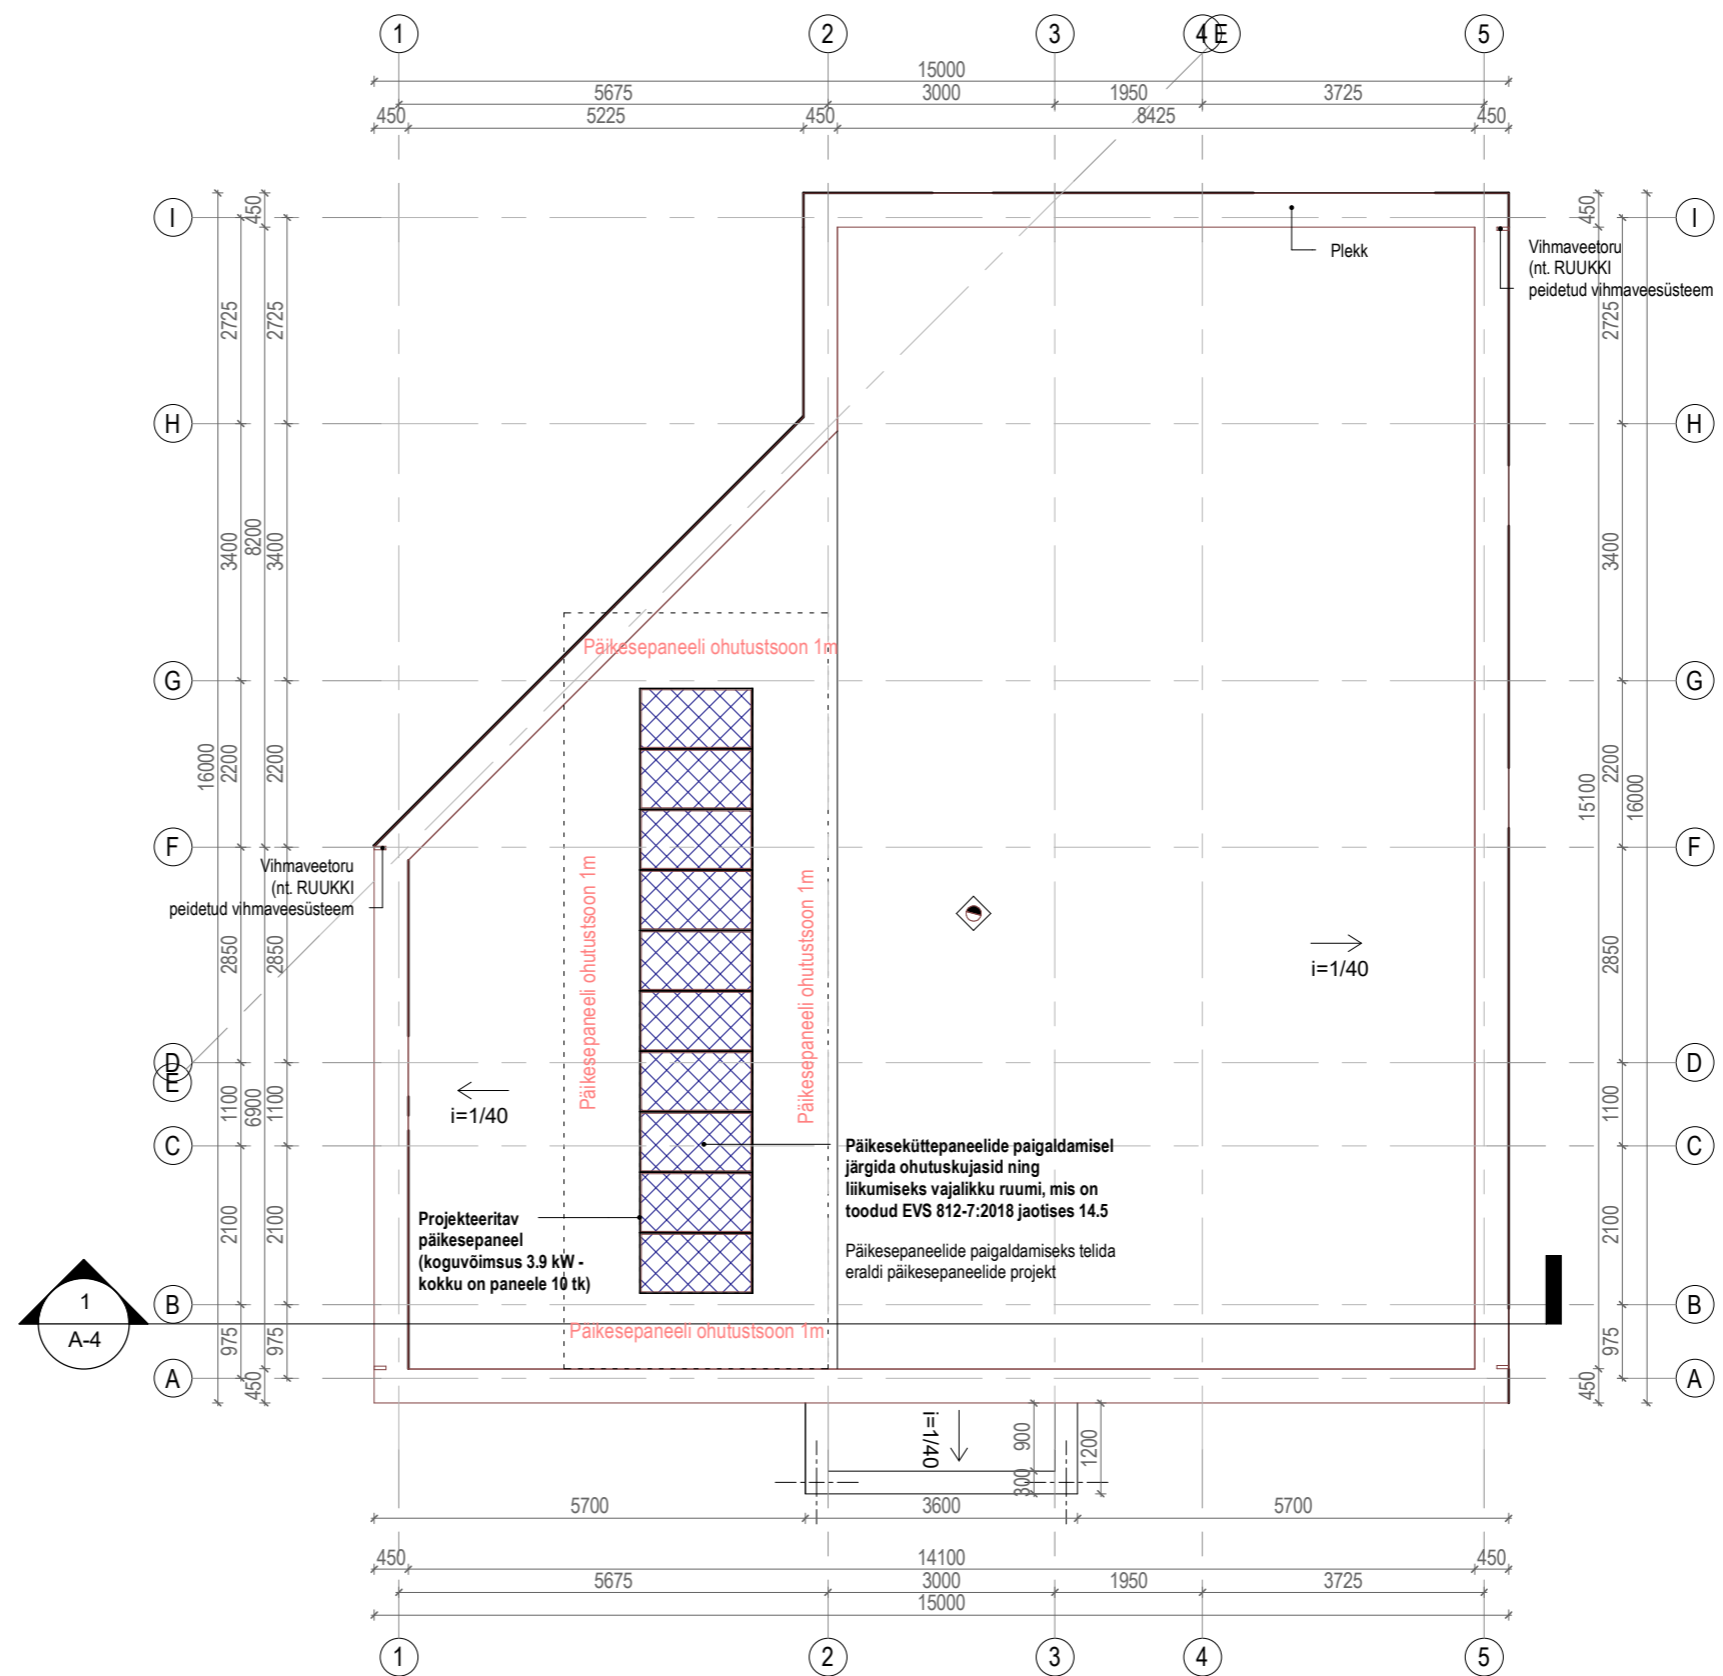 1
2
3
4
E
5
15000
5675
3000
1950
3725
450
5225
450
8425
450
I
I
H
H
G
G
F
F
D
E
D
C
C
B
B
A
A
450
2725
2725
3400
8200
3400
16000
2200
2200
2850
2850
1100
6900
1100
2100
2100
975
975
450
450
2725
3400
2200
15100
16000
2850
1100
2100
975
450
Plekk
Vihmaveetoru
(nt. RUUKKI
peidetud vihmaveesüsteem
Päikesepaneeli ohutustsoon 1m
Vihmaveetoru
(nt. RUUKKI
peidetud vihmaveesüsteem
Päikesepaneeli ohutustsoon 1m
Päikesepaneeli ohutustsoon 1m
i=1/40
i=1/40
Päikeseküttepaneelide paigaldamisel
järgida ohutuskujasid ning
liikumiseks vajalikku ruumi, mis on
toodud EVS 812-7:2018 jaotises 14.5
Päikesepaneelide paigaldamiseks telida
eraldi päikesepaneelide projekt
Projekteeritav
päikesepaneel
(koguvõimsus 3.9 kW -
kokku on paneele 10 tk)
1
A-4
Päikesepaneeli ohutustsoon 1m
i=1/40
900
300
1200
5700
3600
5700
450
14100
450
5675
3000
1950
3725
15000
1
2
3
4
5